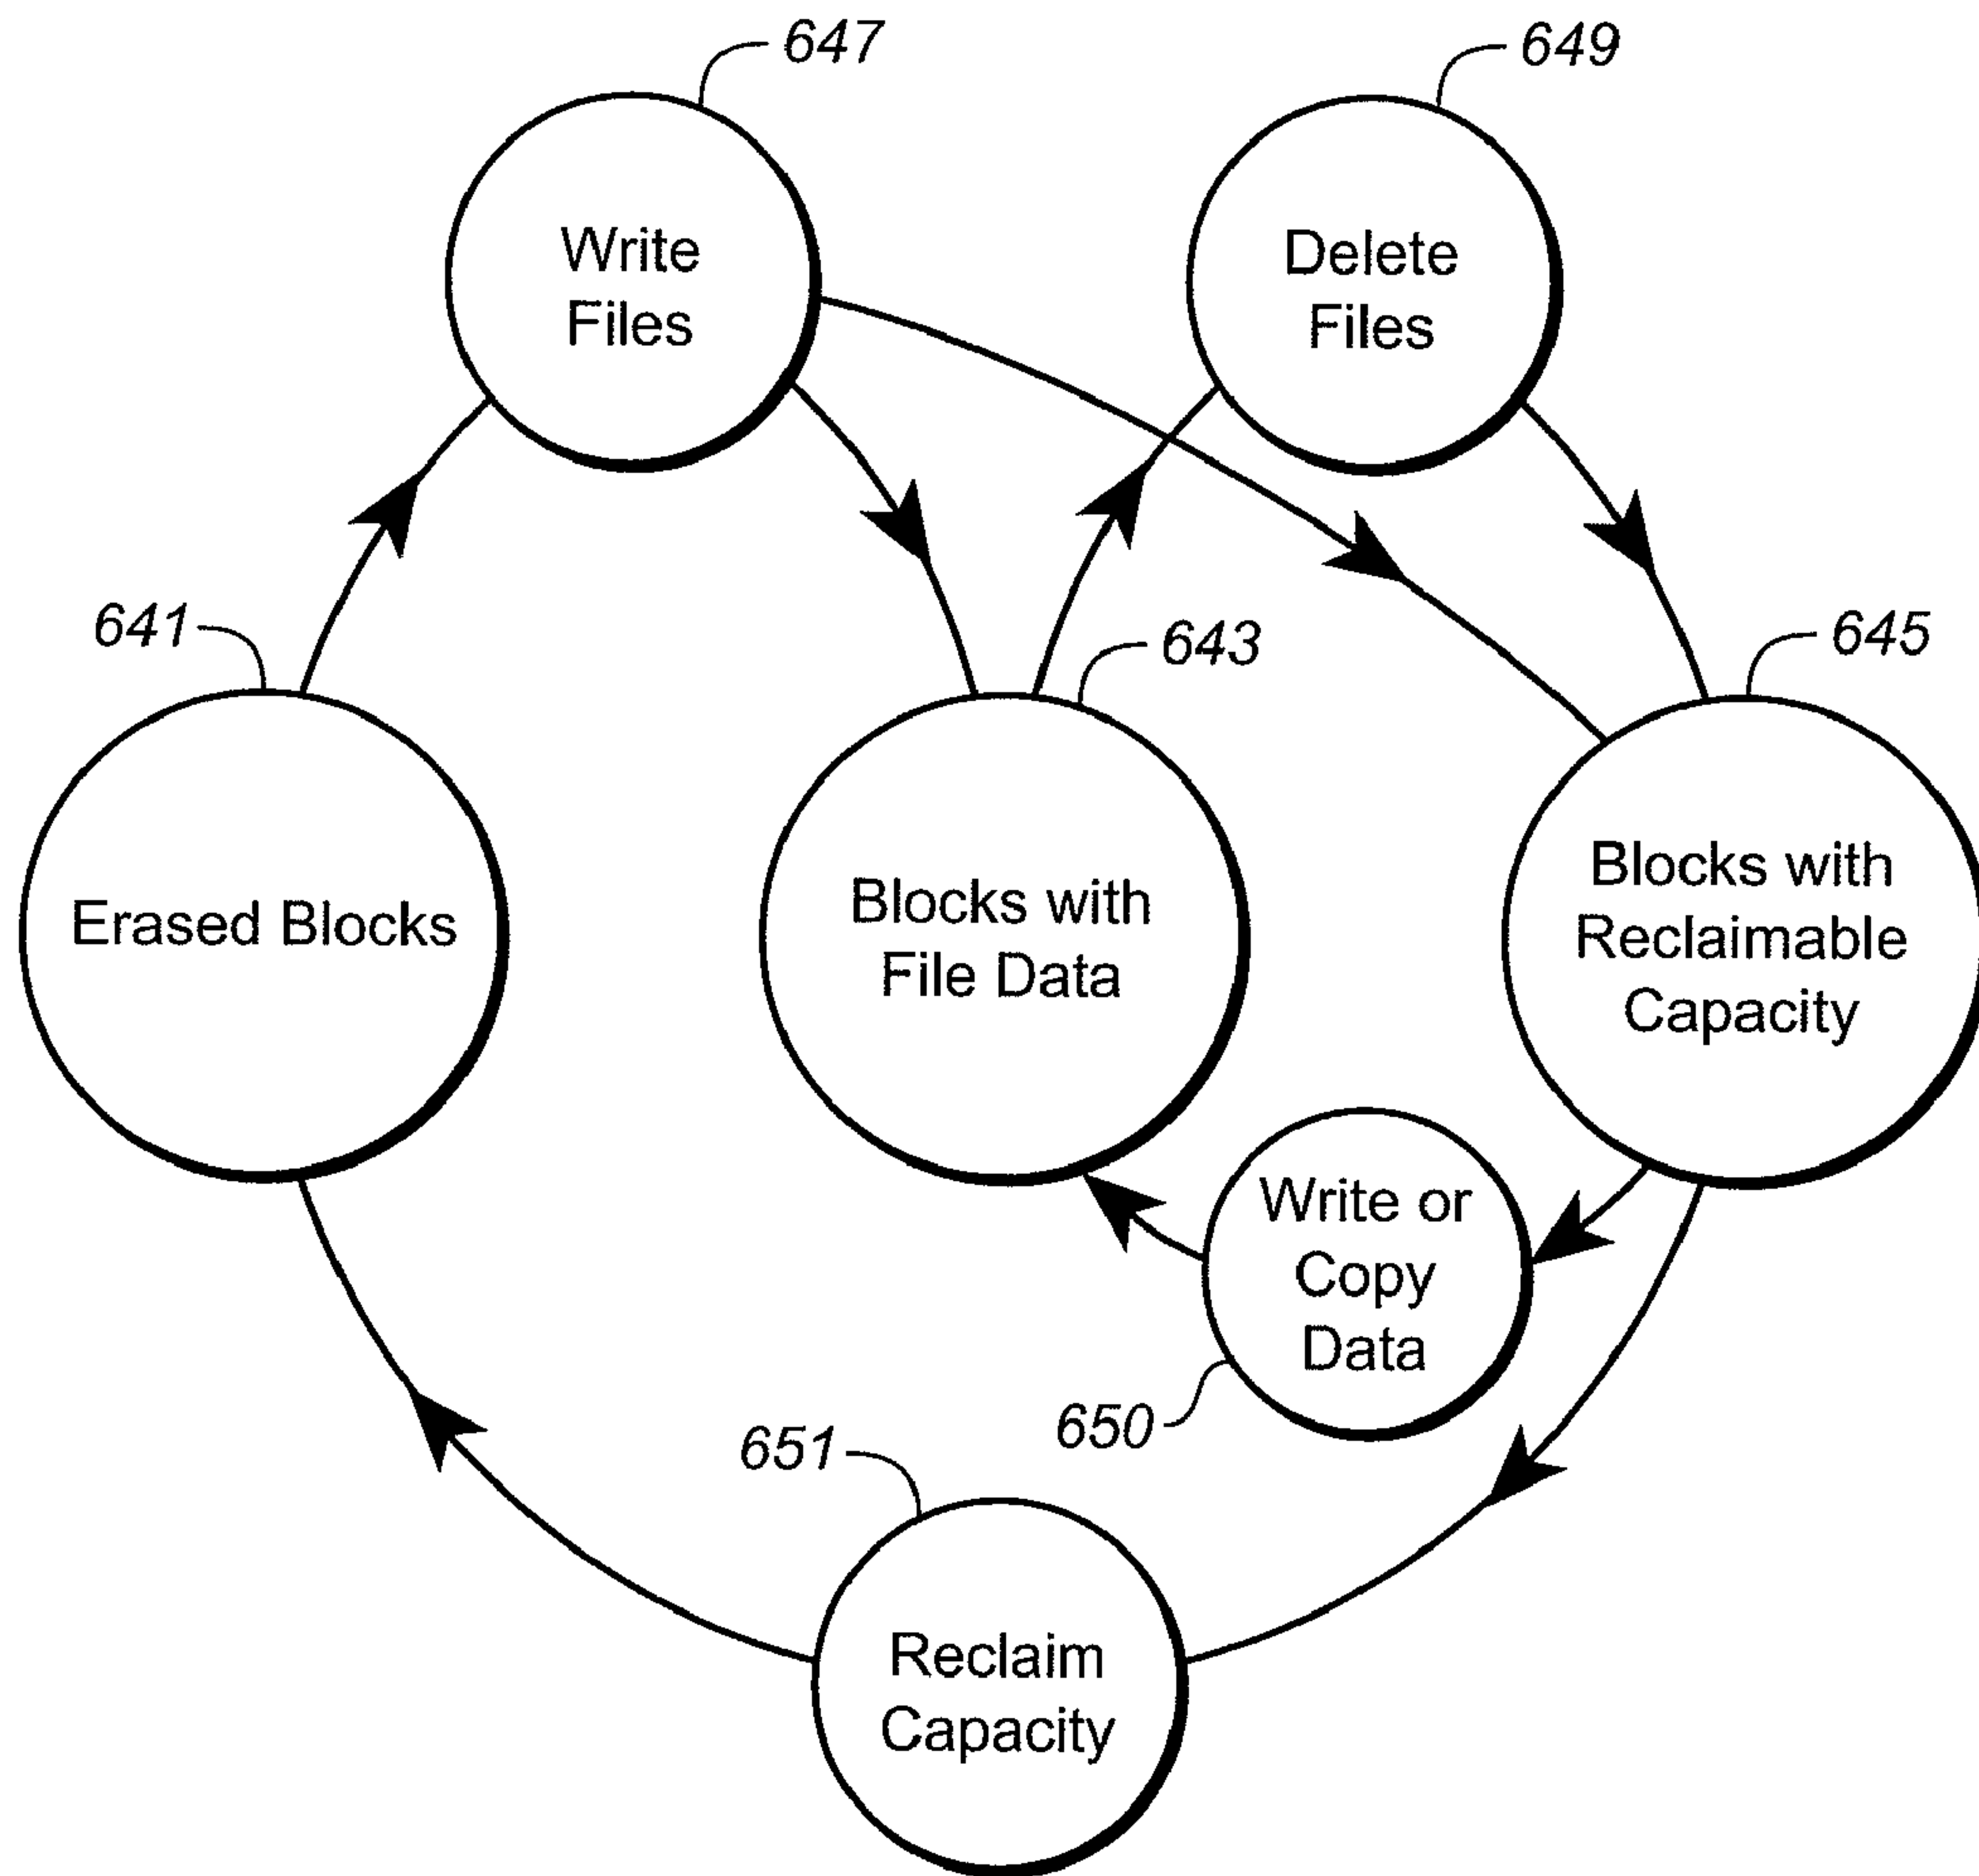 647
649
Write
Files
Delete
Files
641
643
645
Erased Blocks
Blocks with
File Data
Blocks with
Reclaimable
Capacity
Write or
Copy
Data
650
651
Reclaim
Capacity